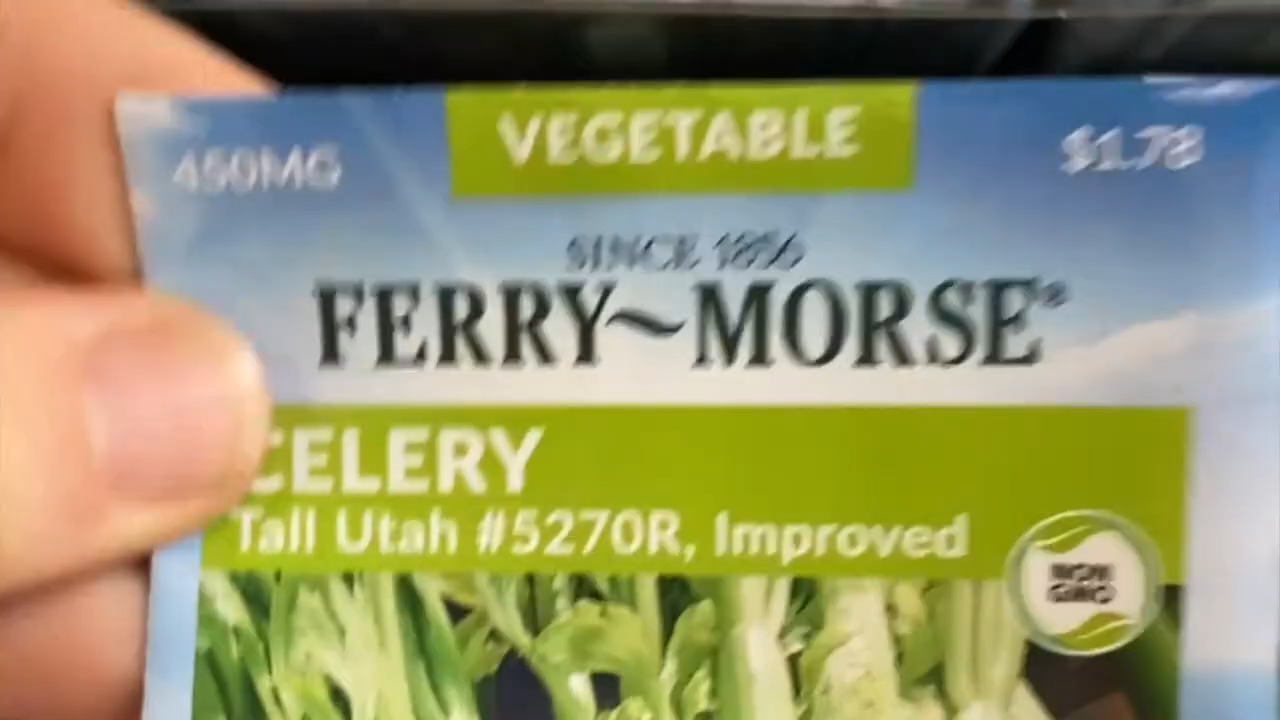 VEGETABLE
450MG
$1.78
SINCE 1856
FERRY~MORSE®
CELERY
Tall Utah #5270R, Improved
NON
GMO